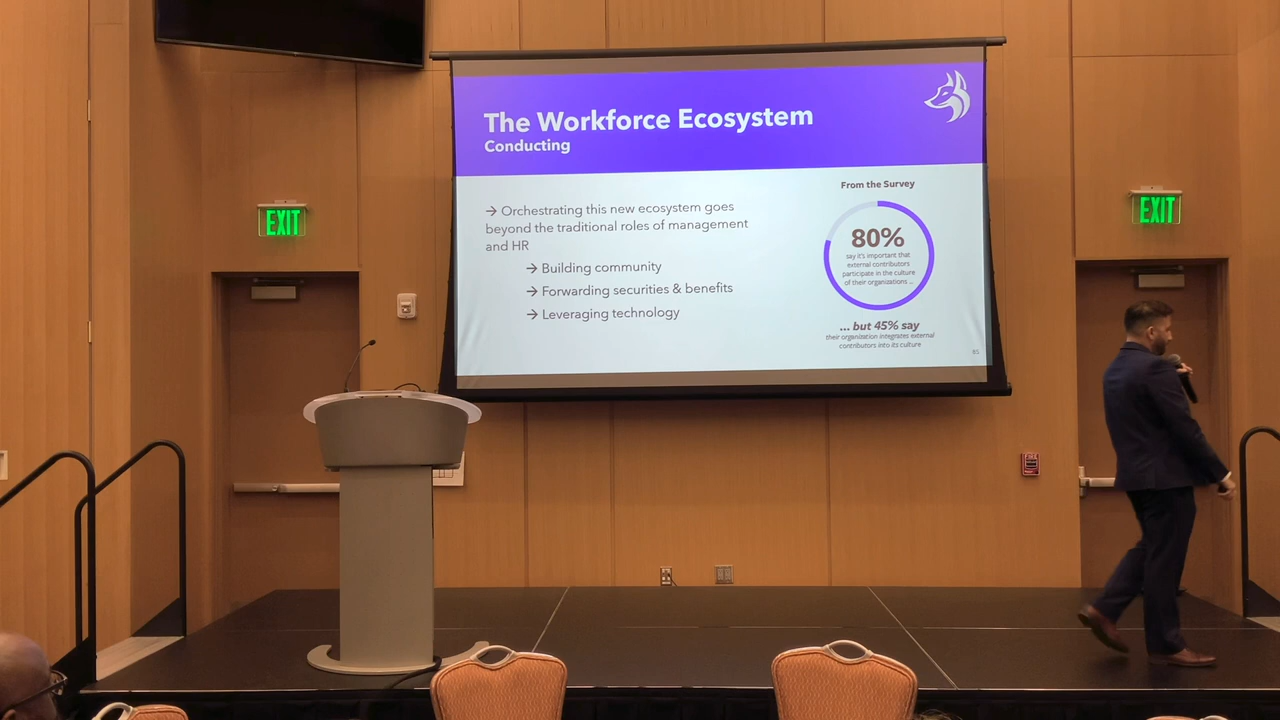 The Workforce Ecosystem
Conducting
EXIT
EXIT
→ Orchestrating this new ecosystem goes
beyond the traditional roles of management
and HR
→ Building community
→ Forwarding securities & benefits
→ Leveraging technology
From the Survey
80%
say it's important that
external contributors
participate in the culture
of their organizations ...
... but 45% say
their organization integrates external
contributors into its culture
85
FIRE